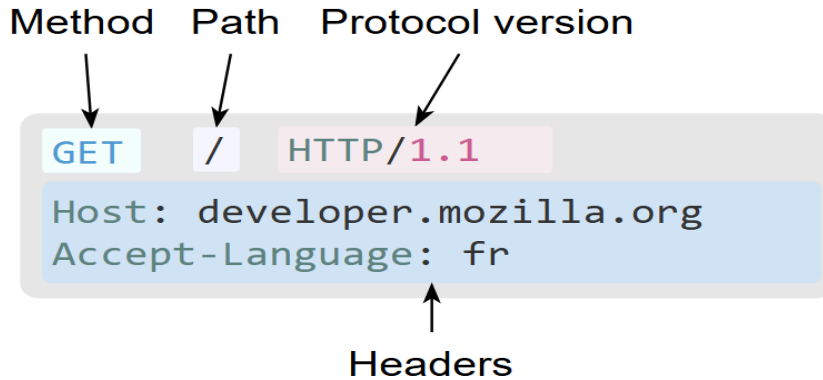 Method Path Protocol version
GET / HTTP/1.1
Host: developer.mozilla.org
Accept-Language: fr
Headers